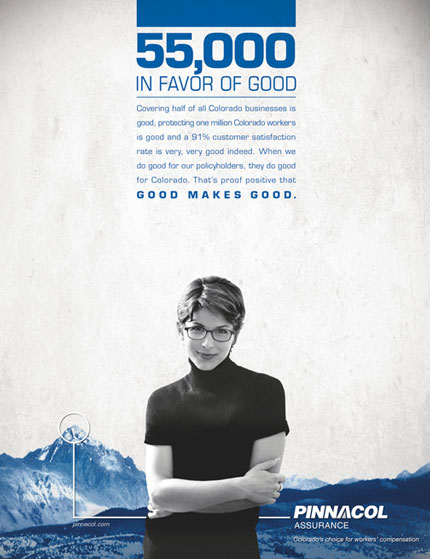 55,000
IN FAVOR OF GOOD
Covering half of all Colorado businesses is
good, protecting one million Colorado workers
is good and a 91% customer satisfaction
rate is very, very good indeed. When we
do good for our policyholders, they do good
for Colorado. That's proof positive that
GOOD MAKES GOOD.
pinnacol.com
PINNACOL
ASSURANCE
Colorado's choice for workers' compensation